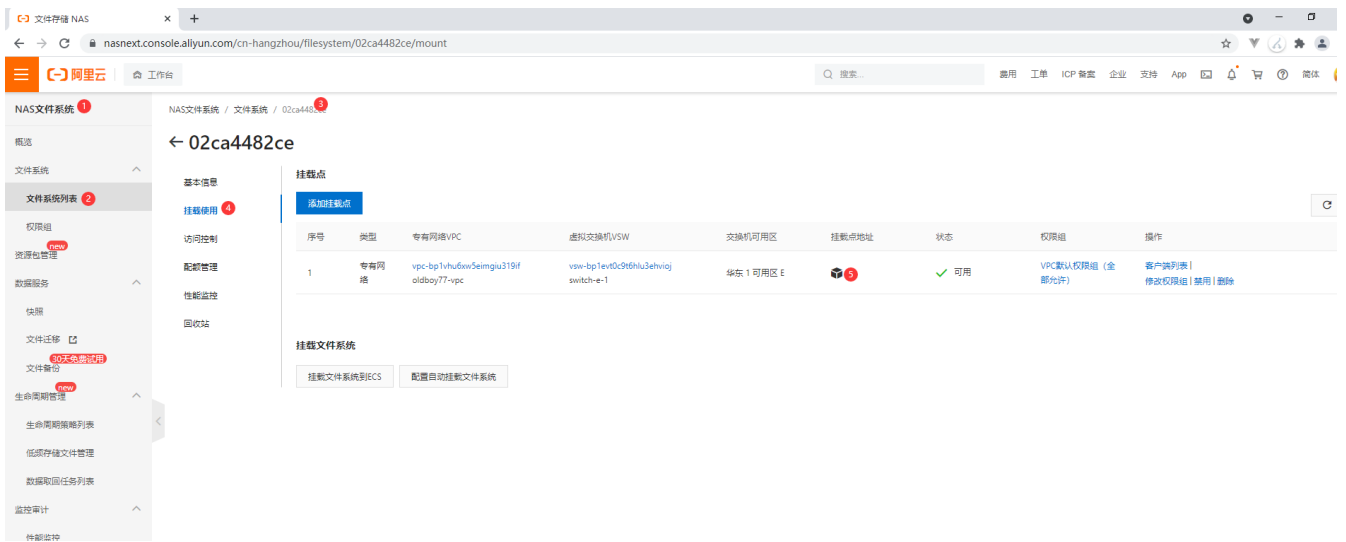 文件存储 NAS
nasnext.console.aliyun.com/cn-hangzhou/filesystem/02ca4482ce/mount
阿里云 工作台 搜索... 费用 工单 ICP 备案 企业 支持 App 简体
NAS文件系统 1
概览
文件系统
文件系统列表 2
权限组
new
资源包管理
数据服务
快照
文件迁移
30天免费试用
文件备份
new
生命周期管理
生命周期策略列表
低频存储文件管理
数据取回任务列表
监控审计
性能监控
NAS文件系统 / 文件系统 / 02ca4482ce 3
02ca4482ce
基本信息
挂载使用 4
访问控制
配额管理
性能监控
回收站
挂载点
添加挂载点
序号 类型 专有网络VPC 虚拟交换机VSW 交换机可用区 挂载点地址 状态 权限组 操作
1 专有网络 vpc-bp1vhu6xw5eimgiu319if vsw-bp1evt0c9t6hlu3ehvioj 华东 1 可用区 E 5 可用 VPC默认权限组（全部允许） 客户端列表 |
oldboy77-vpc switch-e-1 修改权限组 | 禁用 | 删除
挂载文件系统
挂载文件系统到ECS 配置自动挂载文件系统